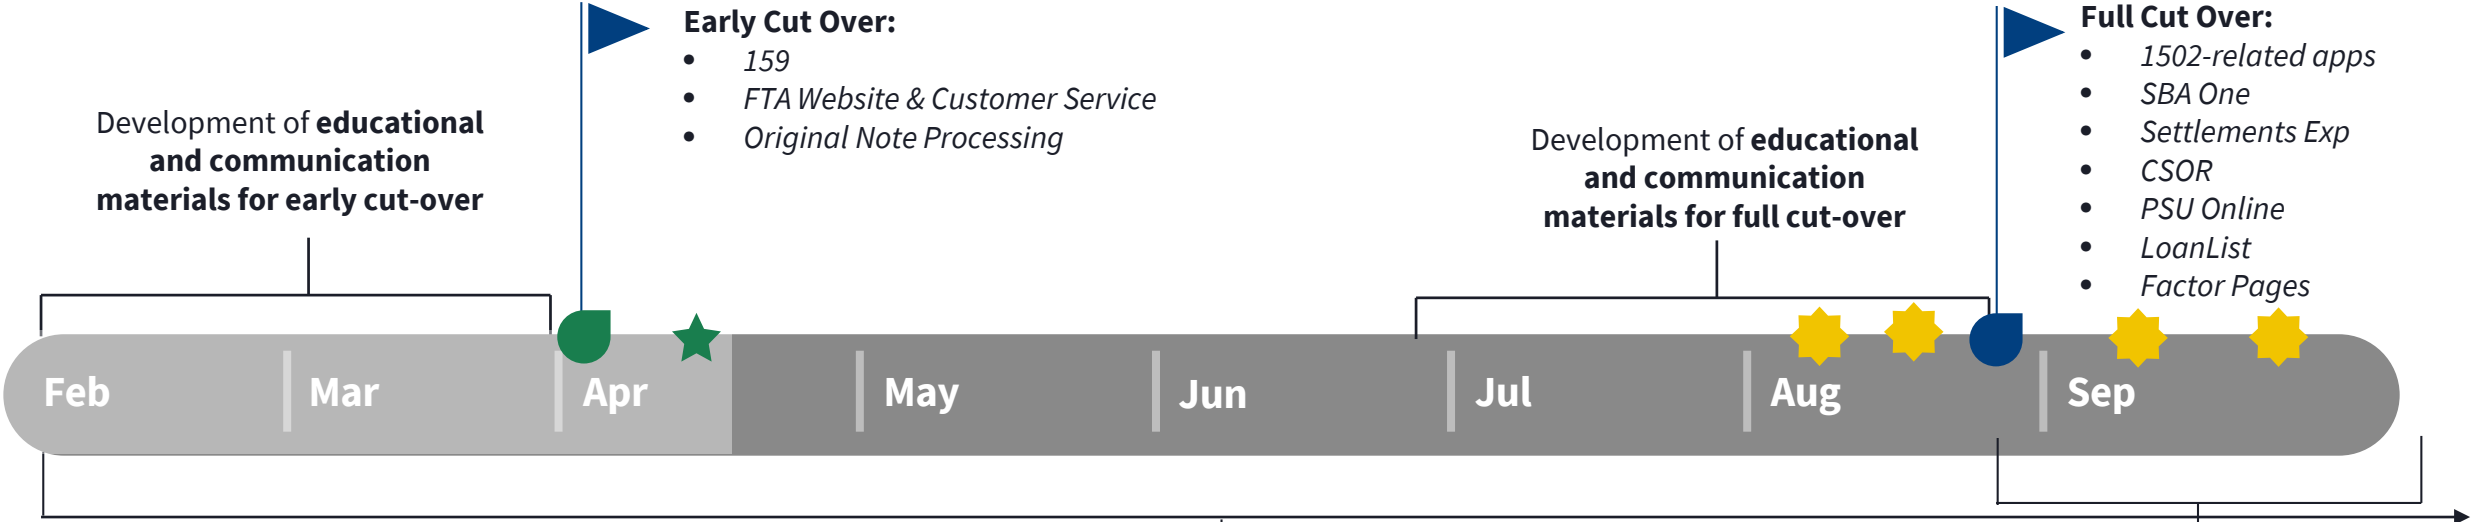 Early Cut Over:
• 159
• FTA Website & Customer Service
• Original Note Processing
Development of educational
and communication
materials for early cut-over
Full Cut Over:
• 1502-related apps
• SBA One
• Settlements Exp
• CSOR
• PSU Online
• LoanList
• Factor Pages
Development of educational
and communication
materials for full cut-over
Feb
Mar
Apr
May
Jun
Jul
Aug
Sep